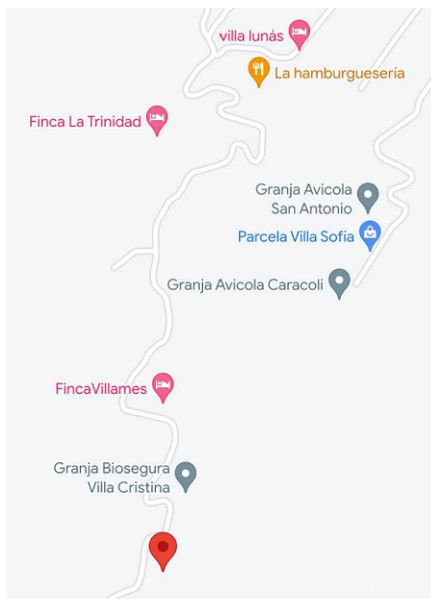 villa lunás
La hamburguesería
Finca La Trinidad
Granja Avicola
San Antonio
Parcela Villa Sofía
Granja Avicola Caracoli
FincaVillames
Granja Biosegura
Villa Cristina